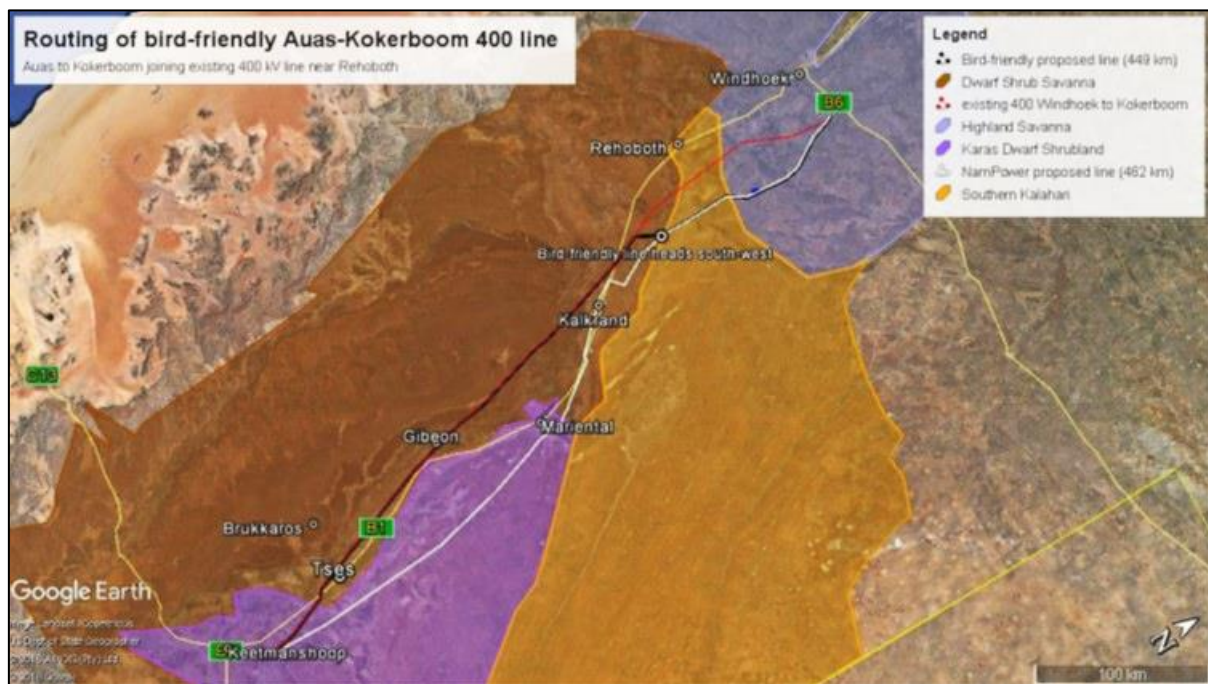 Routing of bird-friendly Auas-Kokerboom 400 line
Auas to Kokerboom joining existing 400 kV line near Rehoboth
Legend
Bird-friendly proposed line (449 km)
Dwarf Shrub Savanna
existing 400 Windhoek to Kokerboom
Highland Savanna
Karas Dwarf Shrubland
NamPower proposed line (462 km)
Southern Kalahari
Windhoek
B6
Rehoboth
Bird-friendly line heads south-west
Kalkrand
Mariental
Gibeon
Brukkaros
B1
Tses
Keetmanshoop
Google Earth
N
100 km